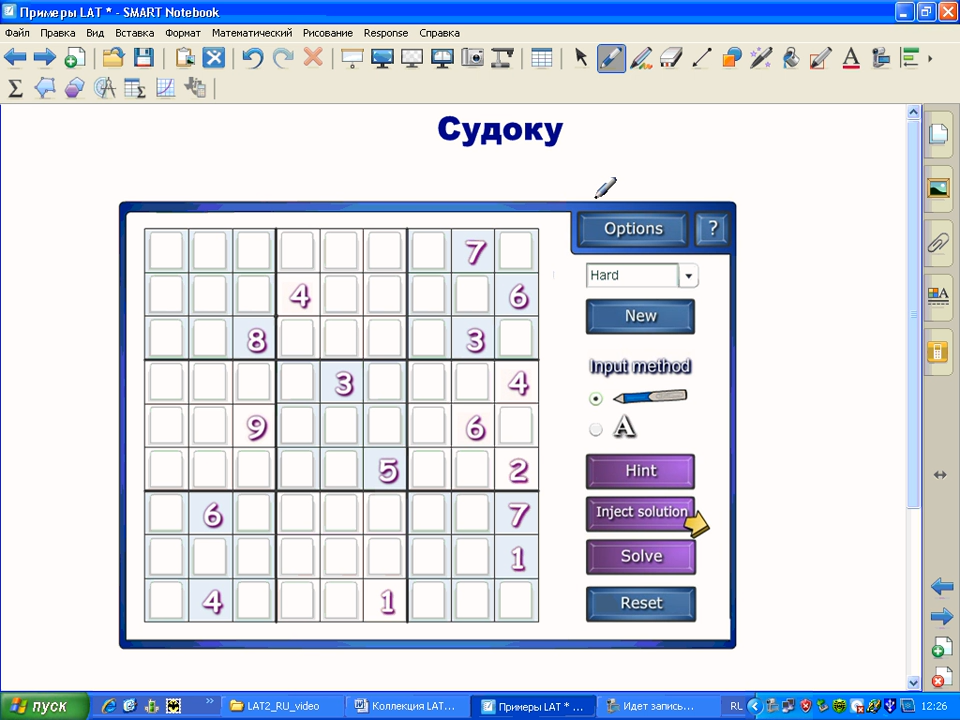 Примеры LAT * - SMART Notebook
Файл Правка Вид Вставка Формат Математический Рисование Response Справка
Судоку
Options ?
7
Hard
4 6
New
8 3
Input method
3 4
9 6
A
5 2
Hint
6 7
Inject solution
1
Solve
4 1
Reset
пуск LAT2_RU_video Коллекция LAT... Примеры LAT * ... Идет запись... RU 12:26